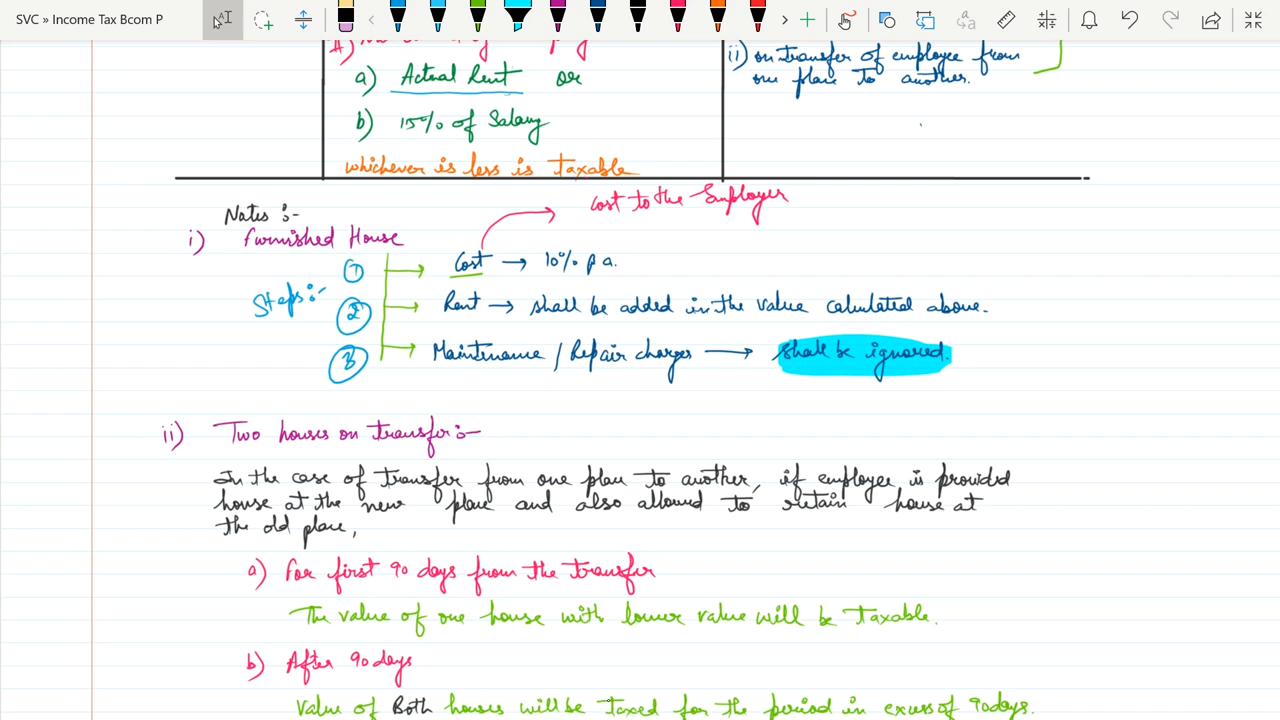 SVC » Income Tax Bcom P
a) Actual Rent or
b) 15% of Salary
whichever is less is Taxable
ii) on transfer of employee from
one place to another.
Cost to the Employer
Notes :-
i) Furnished House
Steps :-
① Cost → 10% p a.
② Rent → shall be added in the value calculated above.
③ Maintenance / Repair charges → shall be ignored.
ii) Two houses on transfer :-
In the case of transfer from one place to another, if employee is provided
house at the new place and also allowed to retain house at
the old place,
a) For first 90 days from the transfer
The value of one house with lower value will be Taxable.
b) After 90 days
Value of Both houses will be Taxed for the period in excess of 90 days.